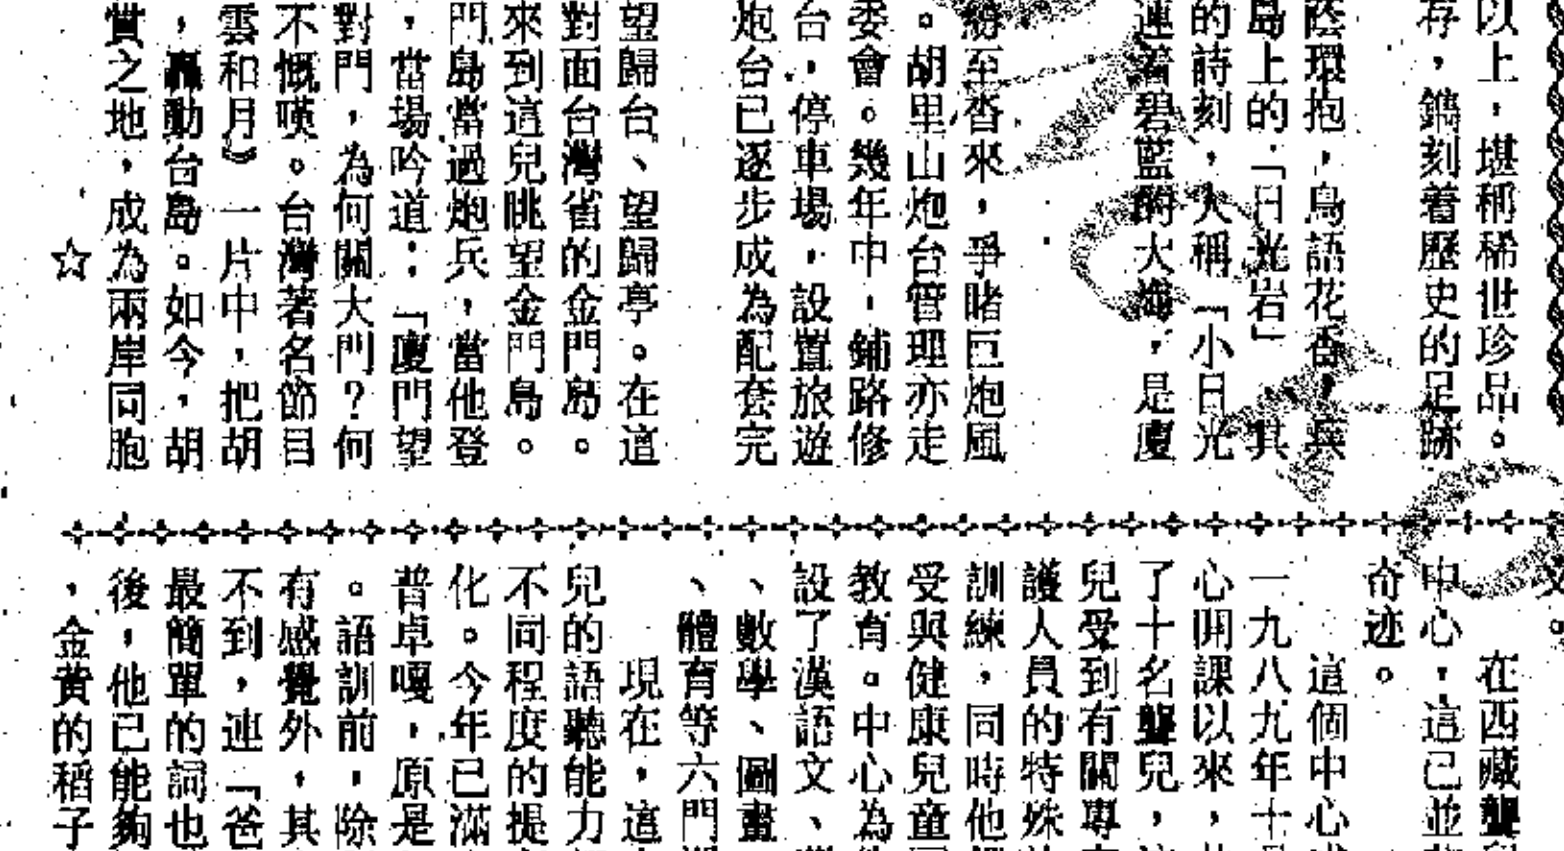 以上，堪稱稀世珍品。
存，鐫刻着歷史的足跡
蔭環抱，鳥語花香，
島上的「日光岩」，其
的詩刻，人稱「小日光
連着碧藍的大海，是廈
紛至沓來，爭睹巨炮風
。胡里山炮台管理亦走
委會。幾年中，鋪路修
台，停車場，設置旅遊
炮台已逐步成為配套完
望歸台、望歸亭。在這
對面台灣省的金門島。
來到這兒眺望金門島。
門島當過炮兵，當他登
，當場吟道：「廈門望
對門，為何關大門？何
不慨嘆。台灣著名節目
雲和月》一片中，把胡
，轟動台島。如今，胡
賞之地，成為兩岸同胞
☆
在西藏聾
中心，這已並
奇迹。
這個中心
一九八九年十
心開課以來，
了十名聾兒，
兒受到有關專
護人員的特殊
訓練，同時他
受與健康兒童
教育。中心為
設了漢語文、
、數學、圖畫
、體育等六門
現在，這
兒的語聽能力
不同程度的提
化。今年已滿
普卓嘎，原是
。語訓前，除
有感覺外，其
不到，連「爸
最簡單的詞也
後，他已能夠
，金黃的稻子